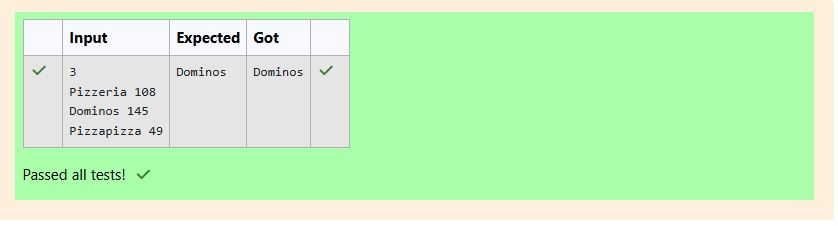 Input Expected Got
3 Dominos Dominos
Pizzeria 108
Dominos 145
Pizzapizza 49
Passed all tests!